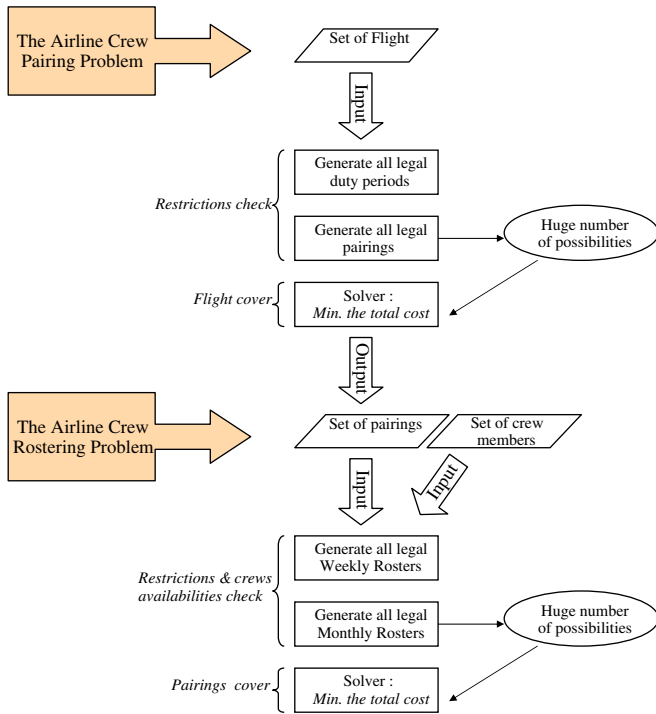 The Airline Crew
Pairing Problem
Set of Flight
Input
Generate all legal
duty periods
Restrictions check
Generate all legal
pairings
Huge number
of possibilities
Flight cover
Solver :
Min. the total cost
Output
The Airline Crew
Rostering Problem
Set of pairings
Set of crew
members
Input
Input
Generate all legal
Weekly Rosters
Restrictions & crews
availabilities check
Generate all legal
Monthly Rosters
Huge number
of possibilities
Pairings cover
Solver :
Min. the total cost